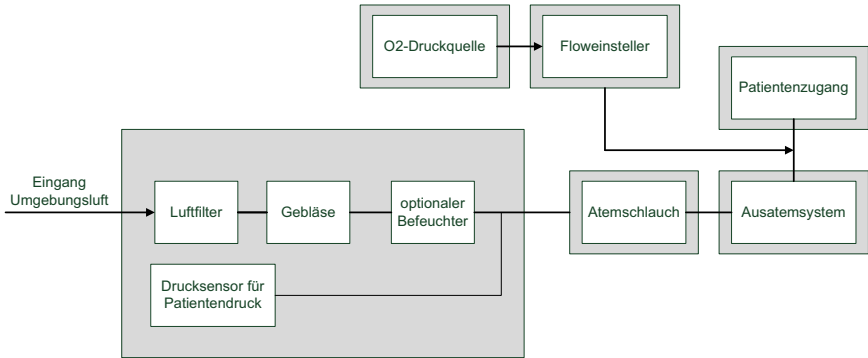 O2-Druckquelle
Floweinsteller
Patientenzugang
Eingang
Umgebungsluft
Luftfilter
Gebläse
optionaler
Befeuchter
Atemschlauch
Ausatemsystem
Drucksensor für
Patientendruck